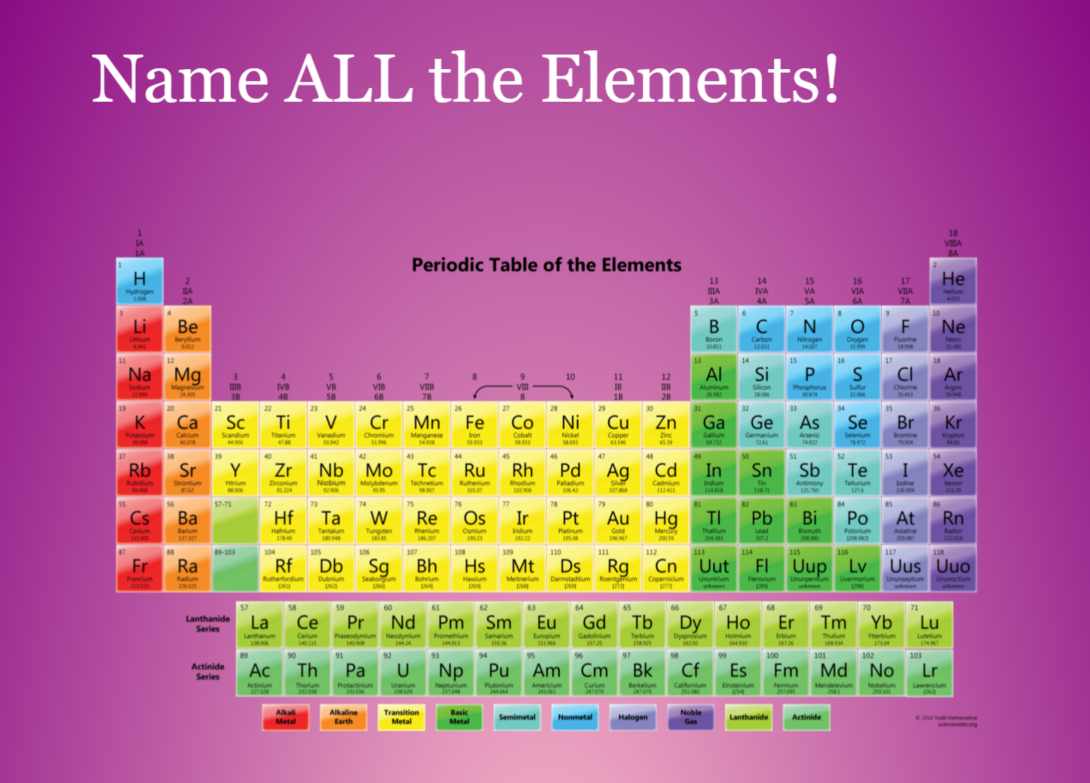 Name ALL the Elements!
Periodic Table of the Elements
1 18
IA VIIIA
1A 8A
1 2
H He
Hydrogen Helium
2 13 14 15 16 17
IIA IIIA IVA VA VIA VIIA
2A 3A 4A 5A 6A 7A
3 4 5 6 7 8 9 10
Li Be B C N O F Ne
Lithium Beryllium Boron Carbon Nitrogen Oxygen Fluorine Neon
11 12 13 14 15 16 17 18
Na Mg Al Si P S Cl Ar
Sodium Magnesium Aluminum Silicon Phosphorus Sulfur Chlorine Argon
3 4 5 6 7 8 9 10 11 12
IIIB IVB VB VIB VIIB VIII IB IIB
3B 4B 5B 6B 7B 8 1B 2B
19 20 21 22 23 24 25 26 27 28 29 30 31 32 33 34 35 36
K Ca Sc Ti V Cr Mn Fe Co Ni Cu Zn Ga Ge As Se Br Kr
Potassium Calcium Scandium Titanium Vanadium Chromium Manganese Iron Cobalt Nickel Copper Zinc Gallium Germanium Arsenic Selenium Bromine Krypton
37 38 39 40 41 42 43 44 45 46 47 48 49 50 51 52 53 54
Rb Sr Y Zr Nb Mo Tc Ru Rh Pd Ag Cd In Sn Sb Te I Xe
Rubidium Strontium Yttrium Zirconium Niobium Molybdenum Technetium Ruthenium Rhodium Palladium Silver Cadmium Indium Tin Antimony Tellurium Iodine Xenon
55 56 57-71 72 73 74 75 76 77 78 79 80 81 82 83 84 85 86
Cs Ba Hf Ta W Re Os Ir Pt Au Hg Tl Pb Bi Po At Rn
Cesium Barium Hafnium Tantalum Tungsten Rhenium Osmium Iridium Platinum Gold Mercury Thallium Lead Bismuth Polonium Astatine Radon
87 88 89-103 104 105 106 107 108 109 110 111 112 113 114 115 116 117 118
Fr Ra Rf Db Sg Bh Hs Mt Ds Rg Cn Uut Fl Uup Lv Uus Uuo
Francium Radium Rutherfordium Dubnium Seaborgium Bohrium Hassium Meitnerium Darmstadtium Roentgenium Copernicium Ununtrium Flerovium Ununpentium Livermorium Ununseptium Ununoctium
Lanthanide
Series
57 58 59 60 61 62 63 64 65 66 67 68 69 70 71
La Ce Pr Nd Pm Sm Eu Gd Tb Dy Ho Er Tm Yb Lu
Lanthanum Cerium Praseodymium Neodymium Promethium Samarium Europium Gadolinium Terbium Dysprosium Holmium Erbium Thulium Ytterbium Lutetium
Actinide
Series
89 90 91 92 93 94 95 96 97 98 99 100 101 102 103
Ac Th Pa U Np Pu Am Cm Bk Cf Es Fm Md No Lr
Actinium Thorium Protactinium Uranium Neptunium Plutonium Americium Curium Berkelium Californium Einsteinium Fermium Mendelevium Nobelium Lawrencium
Alkali Metal
Alkaline Earth
Transition Metal
Basic Metal
Semimetal
Nonmetal
Halogen
Noble Gas
Lanthanide
Actinide
© 2014 Todd Helmenstine
sciencenotes.org